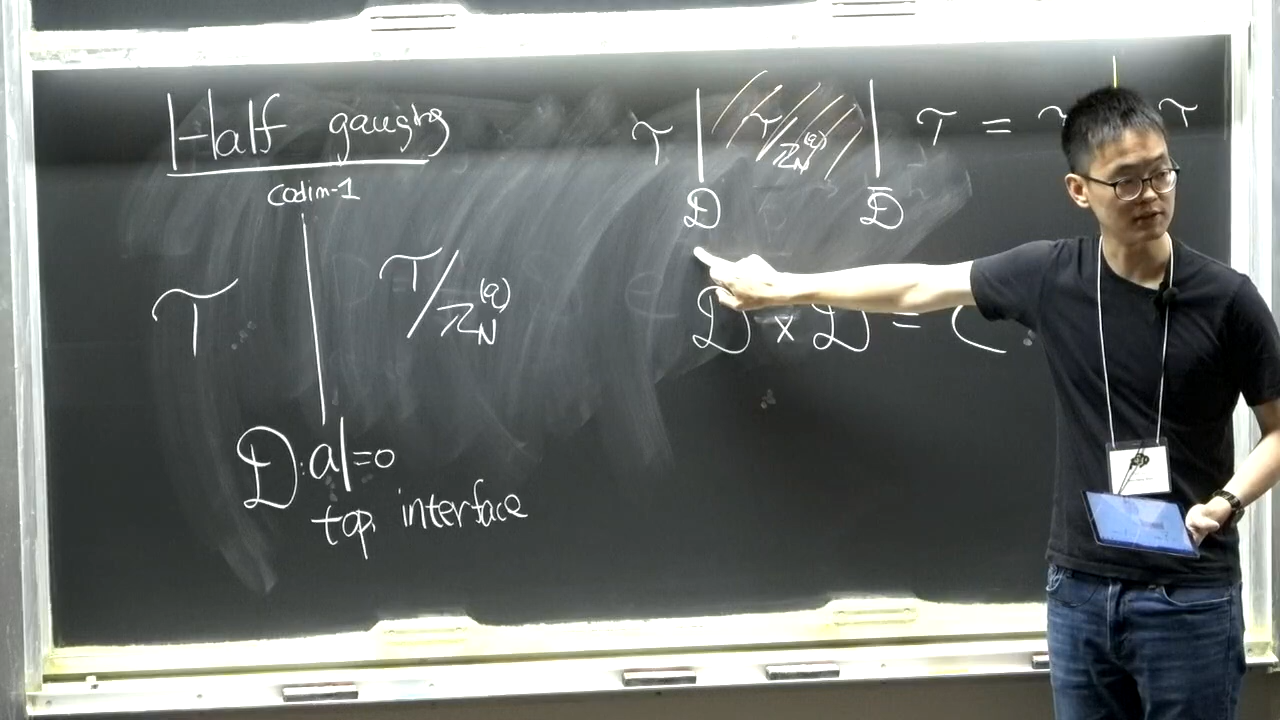 Half gauging
codim-1
𝒯 | 𝒯/ℤ_N^(q)
𝒟: a|=0
top. interface
𝒯 | 𝒯/ℤ_N^(q) | 𝒯 = 𝒯
𝒟 𝒟̄
𝒟 × 𝒟̄ = C